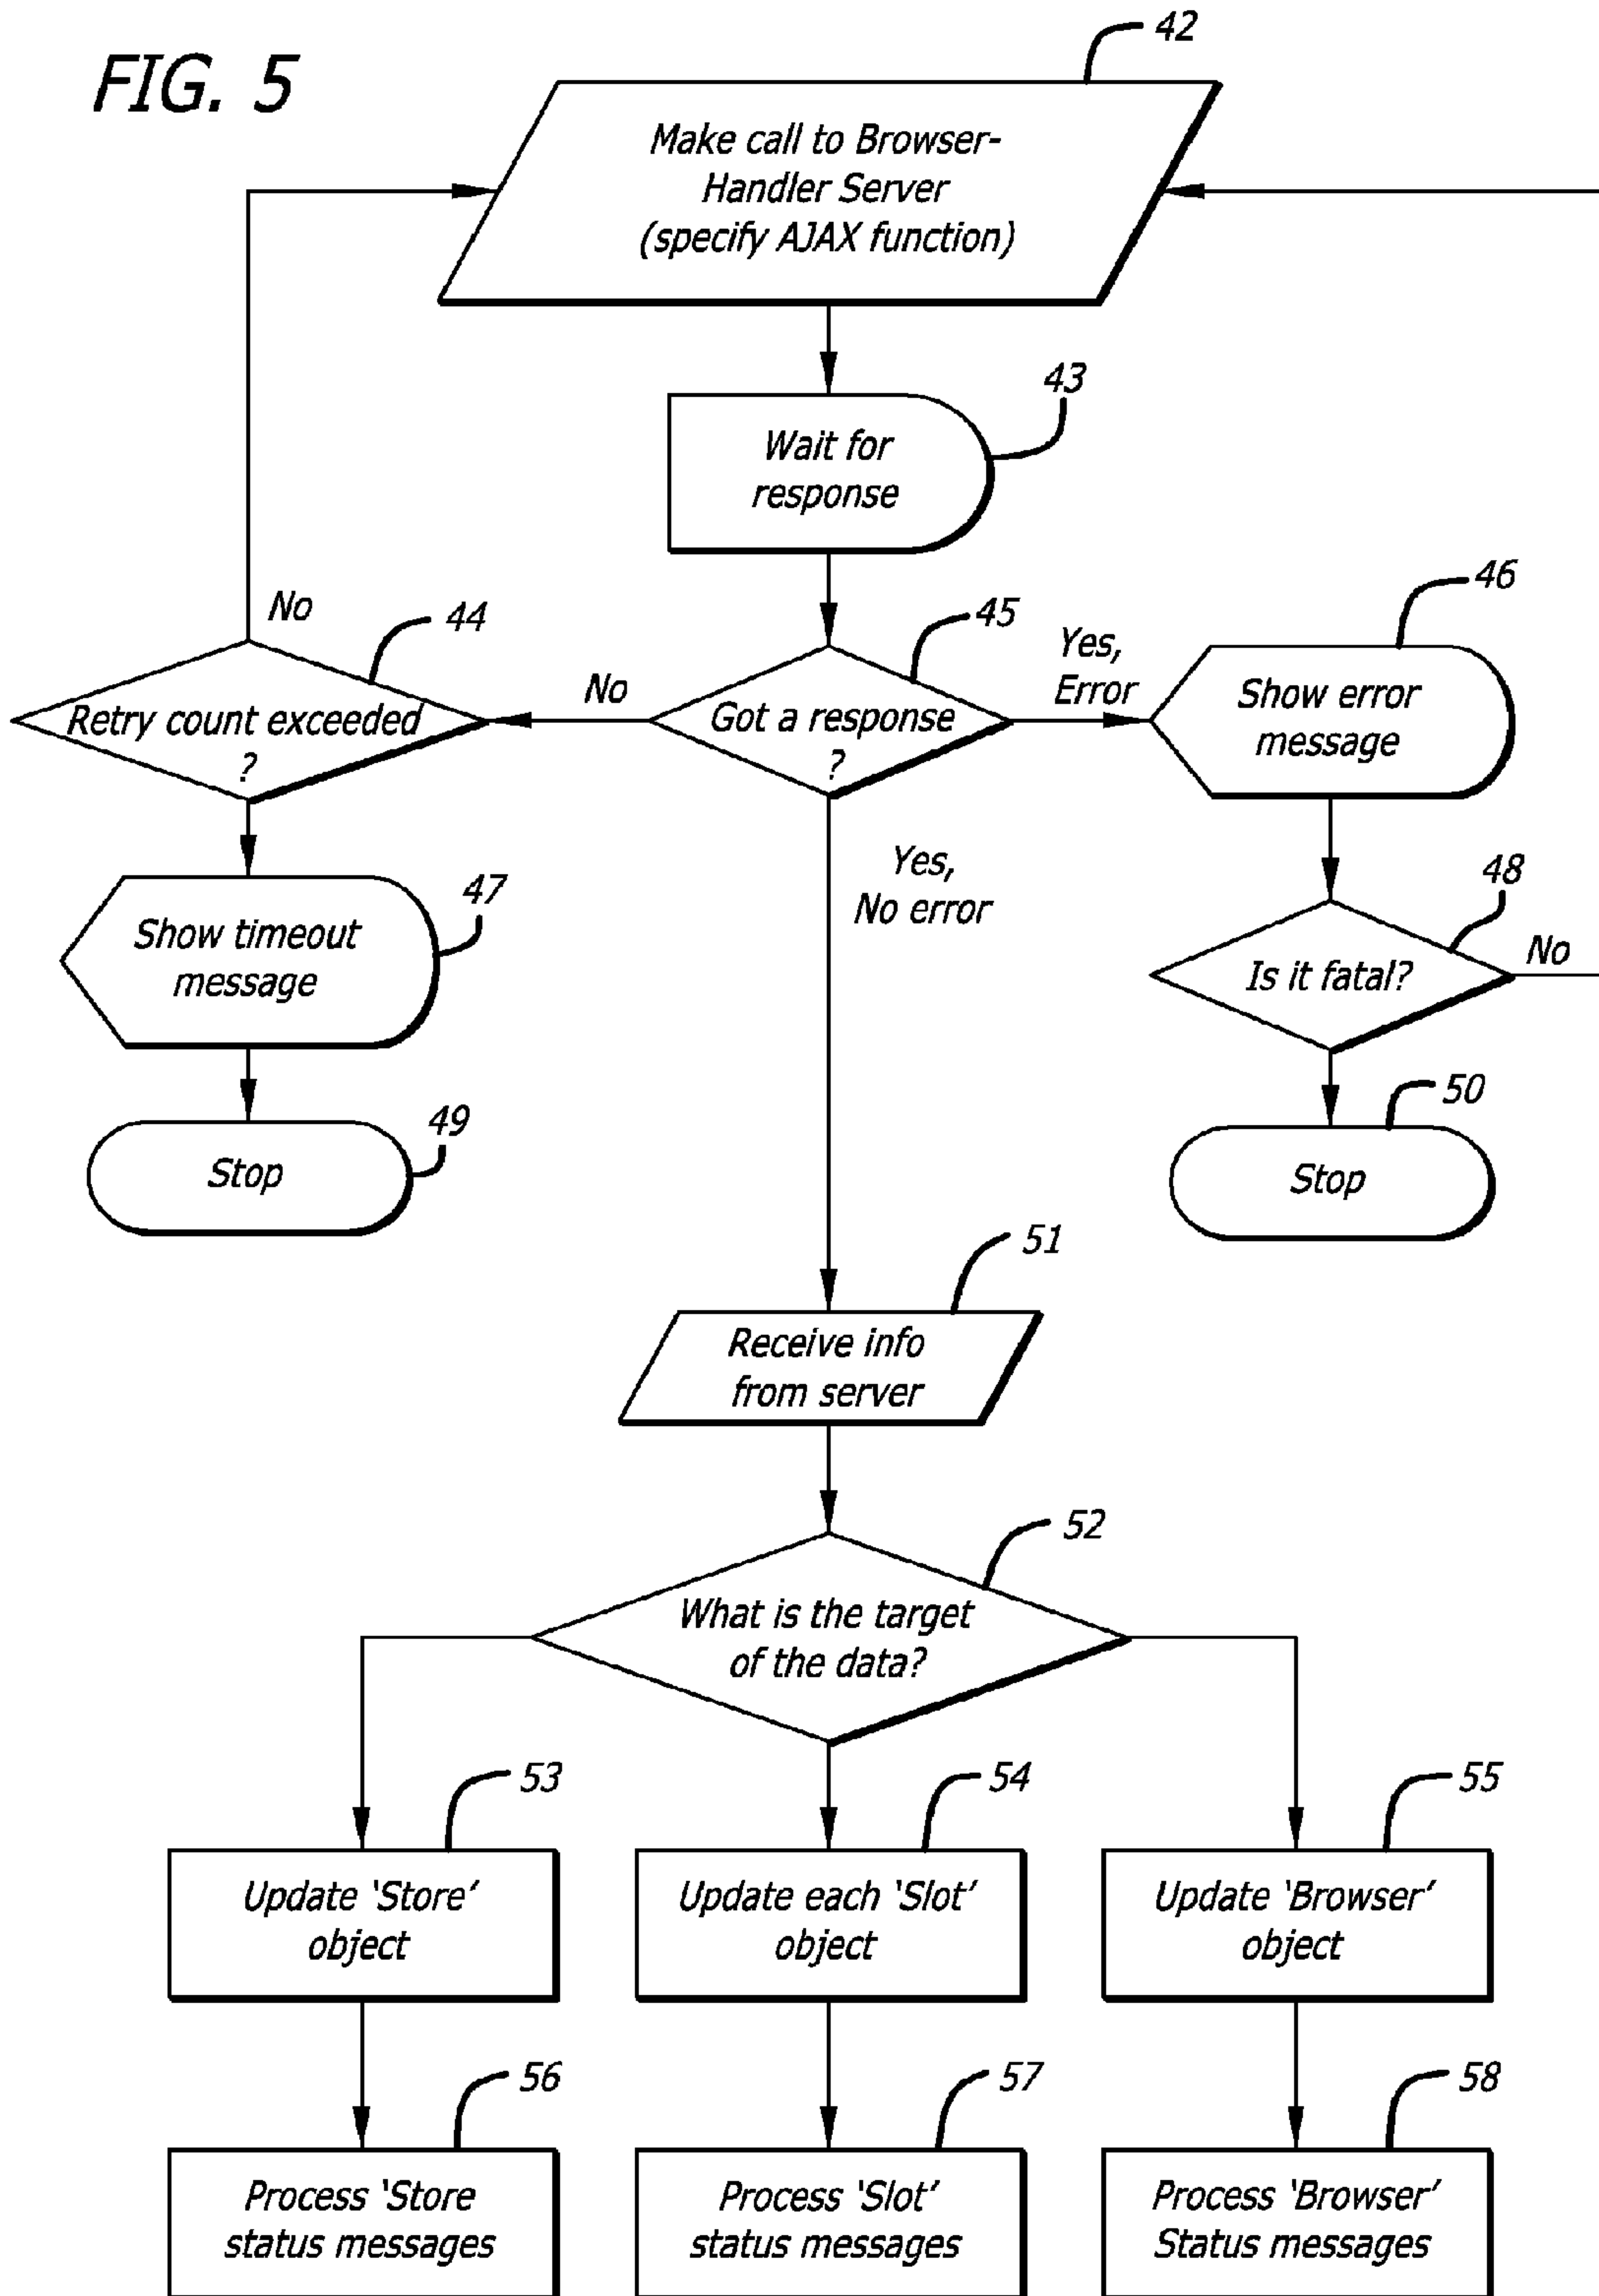 FIG. 5
42
Make call to Browser-
Handler Server
(specify AJAX function)
43
Wait for
response
No
44
Retry count exceeded
?
No
45
Got a response
?
Yes,
Error
46
Show error
message
47
Show timeout
message
Yes,
No error
48
Is it fatal?
No
49
Stop
50
Stop
51
Receive info
from server
52
What is the target
of the data?
53
Update ‘Store’
object
54
Update each ‘Slot’
object
55
Update ‘Browser’
object
56
Process ‘Store
status messages
57
Process ‘Slot’
status messages
58
Process ‘Browser’
Status messages